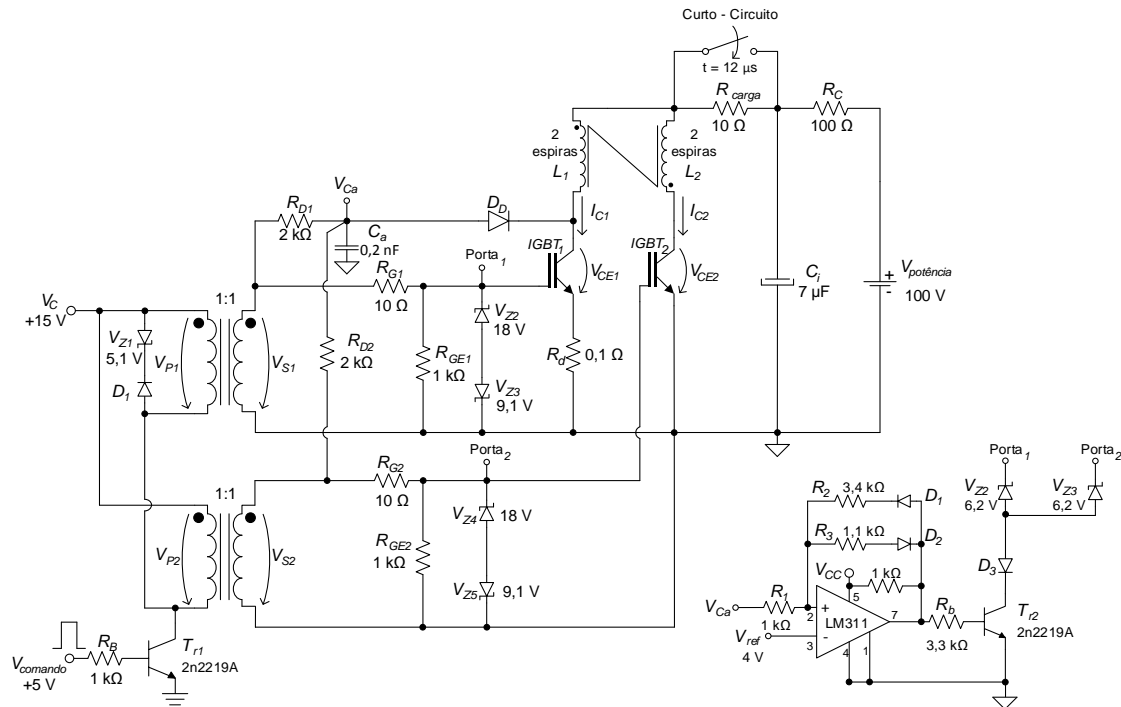 Curto - Circuito
t = 12 µs
R carga
10 Ω
R_C
100 Ω
2
espiras
L_1
2
espiras
L_2
V_Ca
R_D1
2 kΩ
C_a
0,2 nF
D_D
I_C1
I_C2
Porta_1
IGBT_1
IGBT_2
R_G1
10 Ω
V_CE1
V_CE2
C_i
7 µF
+
-
V_potência
100 V
V_C
+15 V
1:1
V_Z1
5,1 V
D_1
V_P1
V_S1
R_D2
2 kΩ
R_GE1
1 kΩ
V_Z2
18 V
V_Z3
9,1 V
R_d
0,1 Ω
Porta_2
R_G2
10 Ω
1:1
V_P2
V_S2
R_GE2
1 kΩ
V_Z4
18 V
V_Z5
9,1 V
V_comando
+5 V
R_B
1 kΩ
T_r1
2n2219A
Porta_1
Porta_2
V_Z2
6,2 V
V_Z3
6,2 V
R_2
3,4 kΩ
D_1
R_3
1,1 kΩ
D_2
D_3
V_CC
1 kΩ
V_Ca
R_1
1 kΩ
V_ref
4 V
+
-
LM311
2
3
5
7
4
1
R_b
3,3 kΩ
T_r2
2n2219A